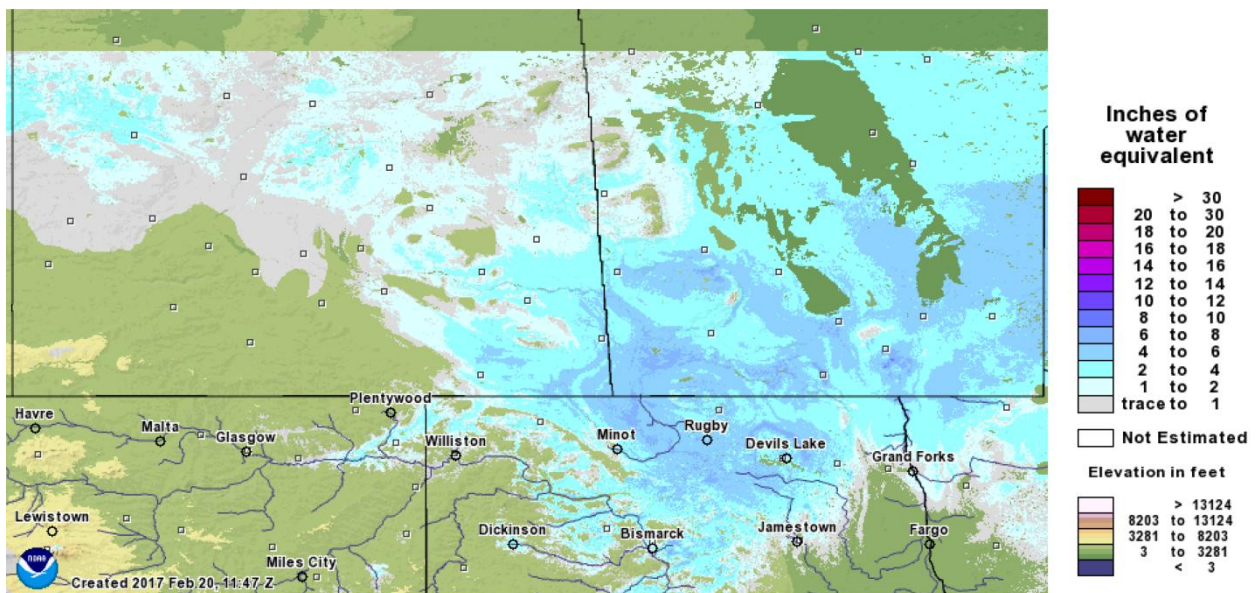 Inches of
water
equivalent
> 30
20 to 30
18 to 20
16 to 18
14 to 16
12 to 14
10 to 12
8 to 10
6 to 8
4 to 6
2 to 4
1 to 2
trace to 1
Not Estimated
Elevation in feet
> 13124
8203 to 13124
3281 to 8203
3 to 3281
< 3
Plentywood
Havre
Malta
Glasgow
Williston
Minot
Rugby
Devils Lake
Grand Forks
Lewistown
Dickinson
Bismarck
Jamestown
Fargo
Miles City
NOAA
Created 2017 Feb 20, 11:47 Z